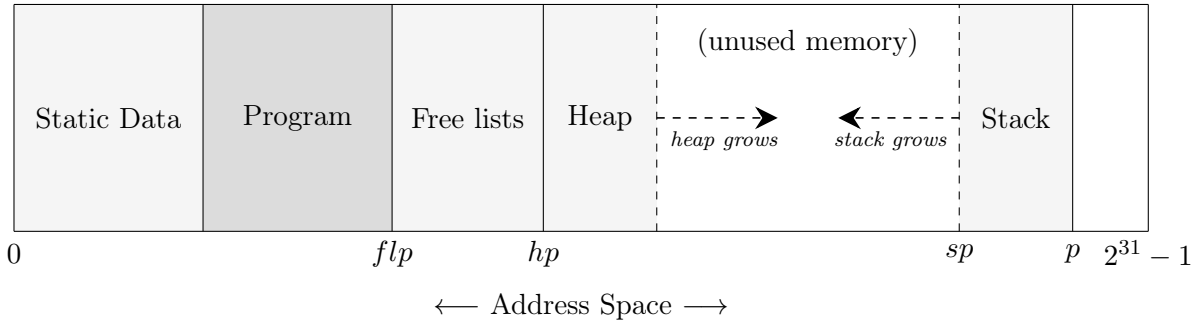 (unused memory)
Static Data Program Free lists Heap Stack
heap grows stack grows
0 flp hp sp p 2^31 − 1
⟵ Address Space ⟶